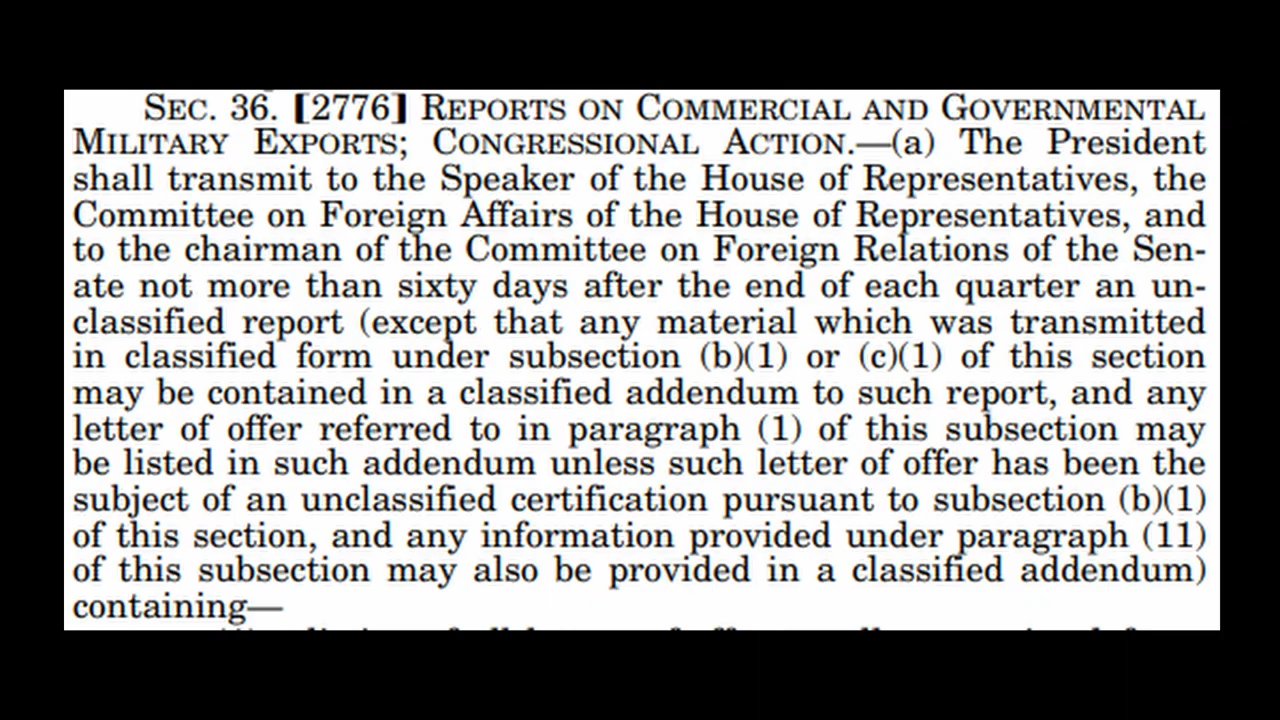 SEC. 36. [2776] REPORTS ON COMMERCIAL AND GOVERNMENTAL
MILITARY EXPORTS; CONGRESSIONAL ACTION.—(a) The President
shall transmit to the Speaker of the House of Representatives, the
Committee on Foreign Affairs of the House of Representatives, and
to the chairman of the Committee on Foreign Relations of the Sen-
ate not more than sixty days after the end of each quarter an un-
classified report (except that any material which was transmitted
in classified form under subsection (b)(1) or (c)(1) of this section
may be contained in a classified addendum to such report, and any
letter of offer referred to in paragraph (1) of this subsection may
be listed in such addendum unless such letter of offer has been the
subject of an unclassified certification pursuant to subsection (b)(1)
of this section, and any information provided under paragraph (11)
of this subsection may also be provided in a classified addendum)
containing—